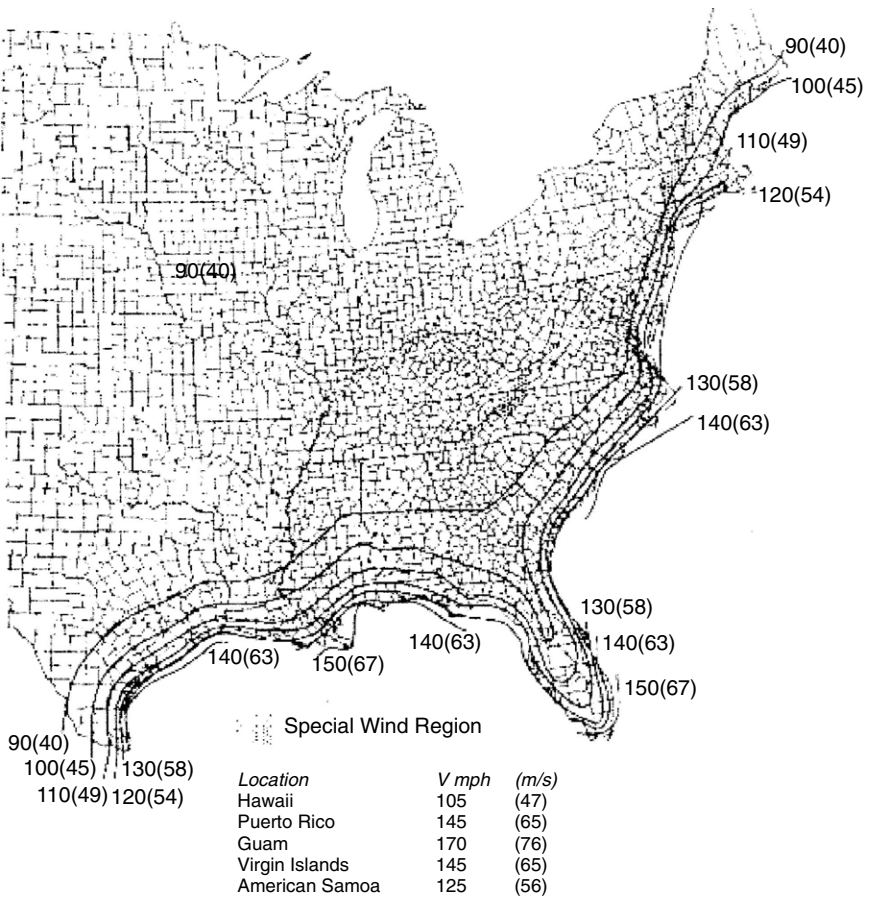 90(40)
100(45)
110(49)
120(54)
90(40)
130(58)
140(63)
130(58)
140(63)
140(63)
140(63)
150(67)
150(67)
Special Wind Region
90(40)
100(45) 130(58)
110(49) 120(54)
Location V mph (m/s)
Hawaii 105 (47)
Puerto Rico 145 (65)
Guam 170 (76)
Virgin Islands 145 (65)
American Samoa 125 (56)